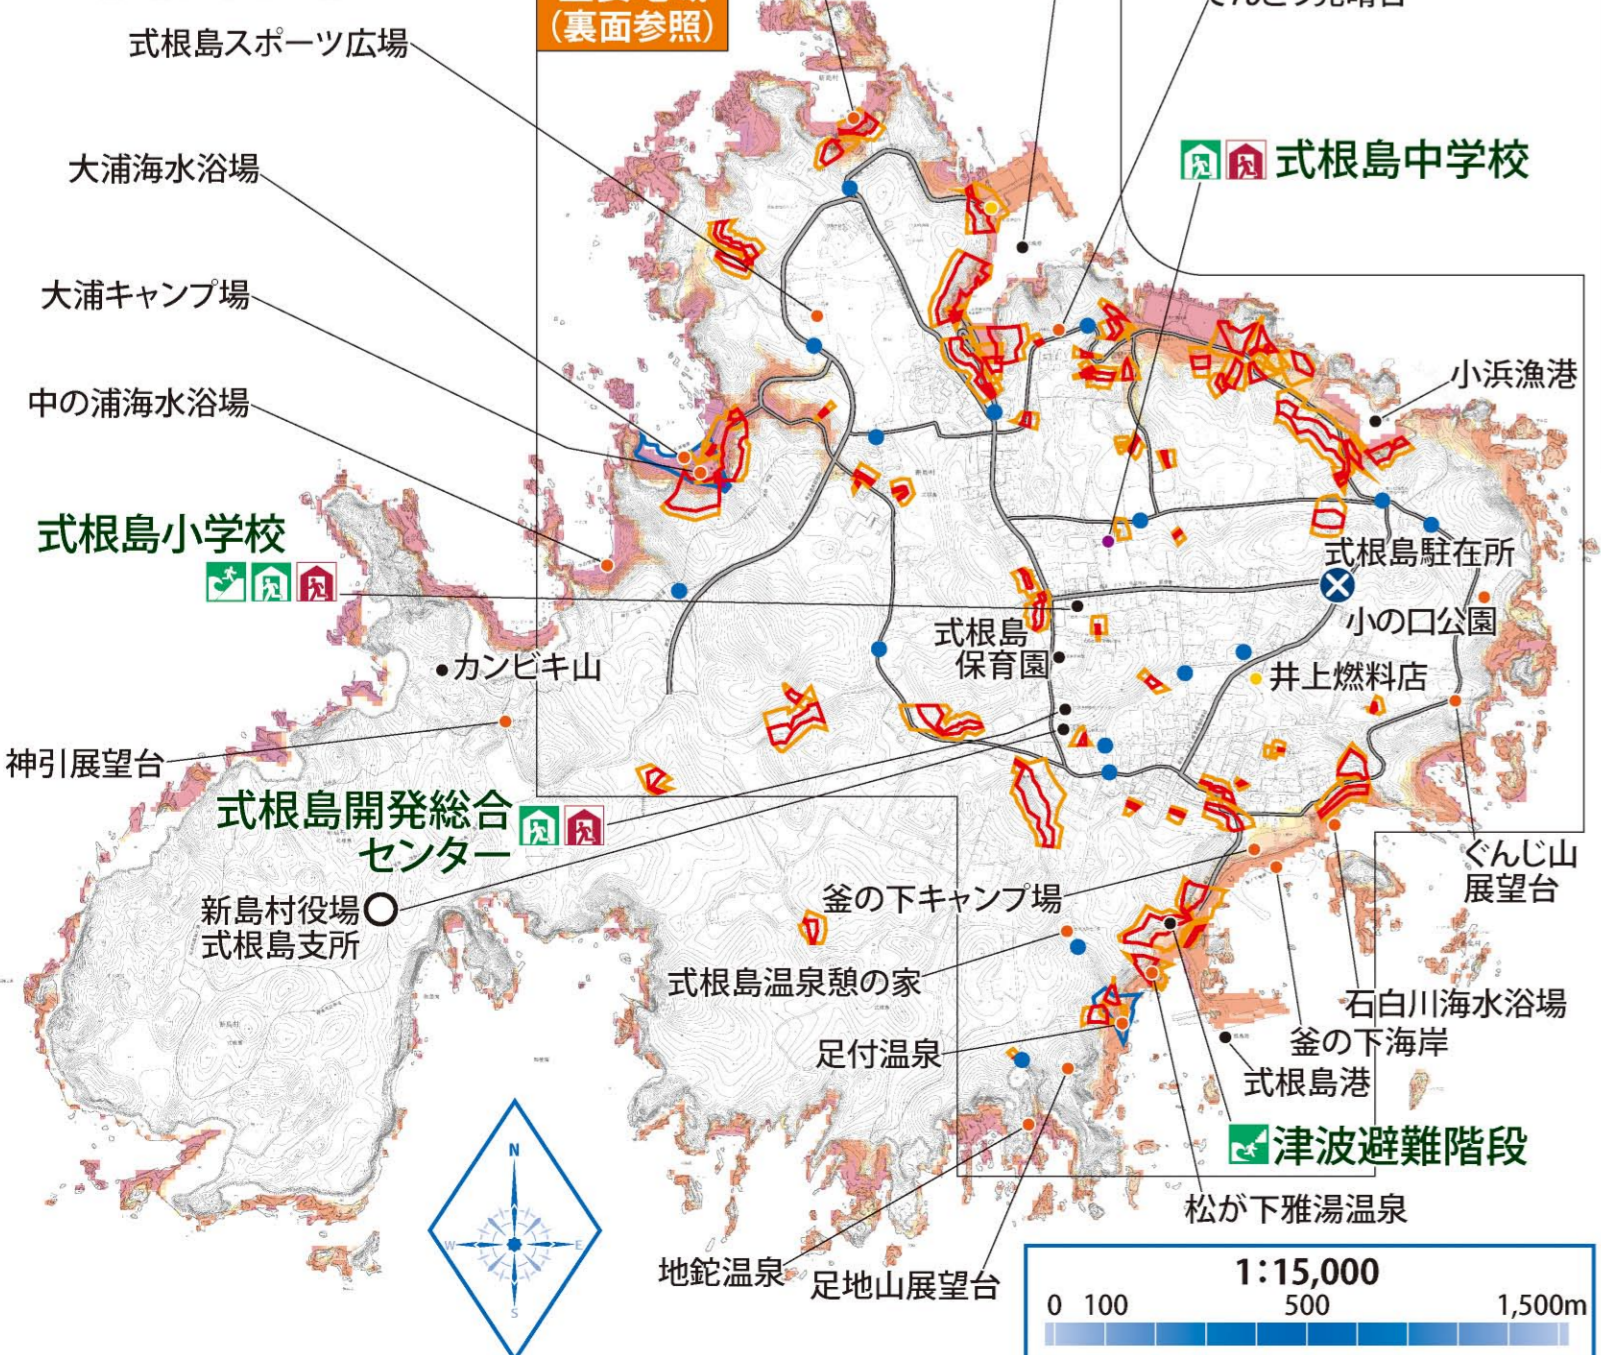 (裏面参照)
式根島スポーツ広場
大浦海水浴場
式根島中学校
大浦キャンプ場
小浜漁港
中の浦海水浴場
式根島小学校
式根島駐在所
小の口公園
式根島
保育園
カンビキ山
井上燃料店
神引展望台
式根島開発総合
センター
ぐんじ山
展望台
釜の下キャンプ場
新島村役場
式根島支所
式根島温泉憩の家
石白川海水浴場
釜の下海岸
足付温泉
式根島港
津波避難階段
松が下雅湯温泉
地鉈温泉
足地山展望台
N
W
E
S
1:15,000
0 100 500 1,500m